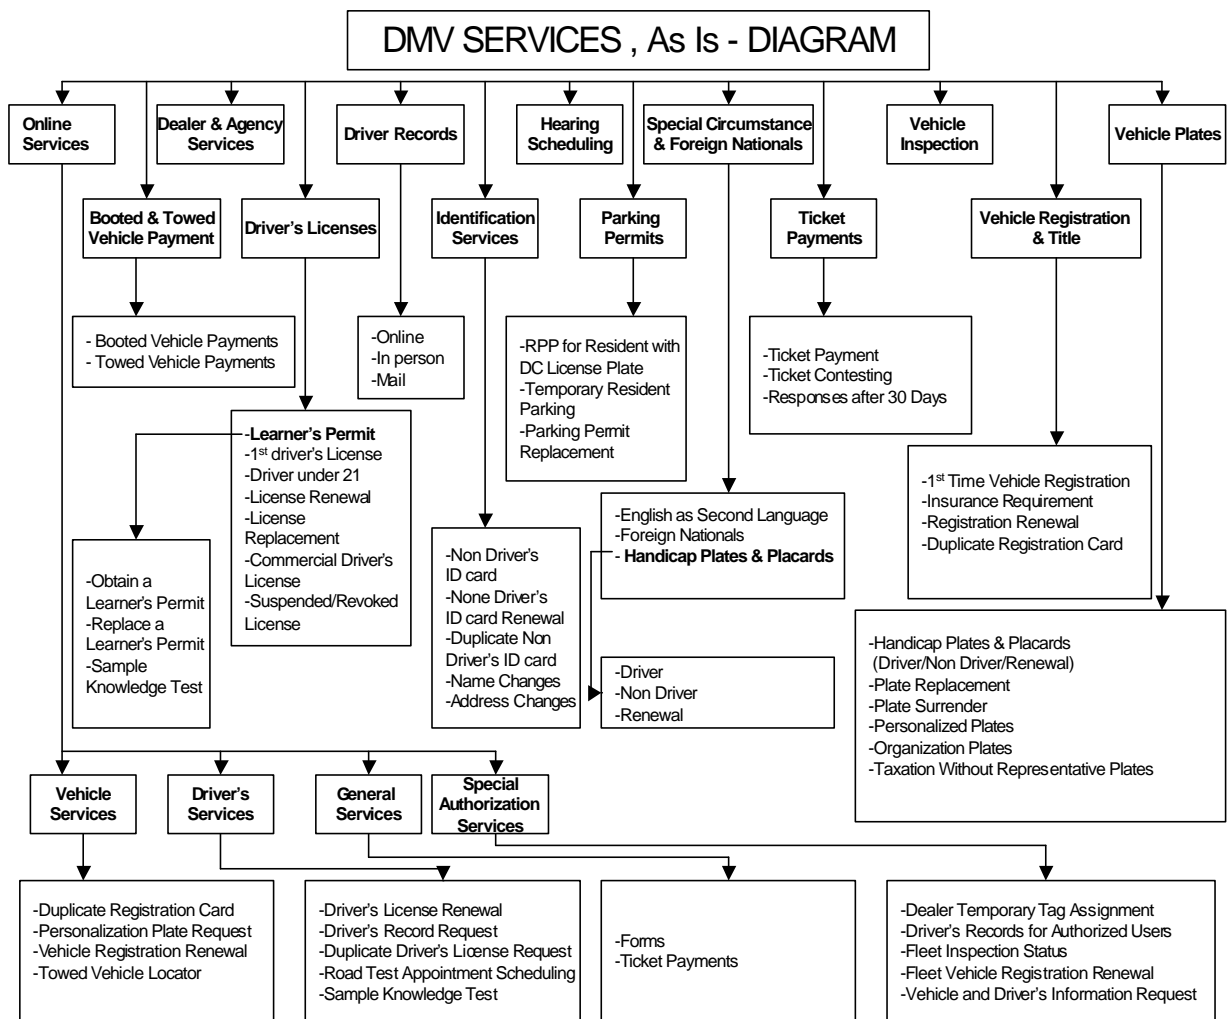 DMV SERVICES , As Is - DIAGRAM
Online
Services
Dealer & Agency
Services
Driver Records
Hearing
Scheduling
Special Circumstance
& Foreign Nationals
Vehicle
Inspection
Vehicle Plates
Booted & Towed
Vehicle Payment
Driver's Licenses
Identification
Services
Parking
Permits
Ticket
Payments
Vehicle Registration
& Title
- Booted Vehicle Payments
- Towed Vehicle Payments
-Online
-In person
-Mail
-RPP for Resident with
DC License Plate
-Temporary Resident
Parking
-Parking Permit
Replacement
-Ticket Payment
-Ticket Contesting
-Responses after 30 Days
-Learner's Permit
-1st driver's License
-Driver under 21
-License Renewal
-License
Replacement
-Commercial Driver's
License
-Suspended/Revoked
License
-1st Time Vehicle Registration
-Insurance Requirement
-Registration Renewal
-Duplicate Registration Card
-English as Second Language
-Foreign Nationals
- Handicap Plates & Placards
-Obtain a
Learner's Permit
-Replace a
Learner's Permit
-Sample
Knowledge Test
-Non Driver's
ID card
-None Driver's
ID card Renewal
-Duplicate Non
Driver's ID card
-Name Changes
-Address Changes
-Driver
-Non Driver
-Renewal
-Handicap Plates & Placards
(Driver/Non Driver/Renewal)
-Plate Replacement
-Plate Surrender
-Personalized Plates
-Organization Plates
-Taxation Without Representative Plates
Vehicle
Services
Driver's
Services
General
Services
Special
Authorization
Services
-Duplicate Registration Card
-Personalization Plate Request
-Vehicle Registration Renewal
-Towed Vehicle Locator
-Driver's License Renewal
-Driver's Record Request
-Duplicate Driver's License Request
-Road Test Appointment Scheduling
-Sample Knowledge Test
-Forms
-Ticket Payments
-Dealer Temporary Tag Assignment
-Driver's Records for Authorized Users
-Fleet Inspection Status
-Fleet Vehicle Registration Renewal
-Vehicle and Driver's Information Request